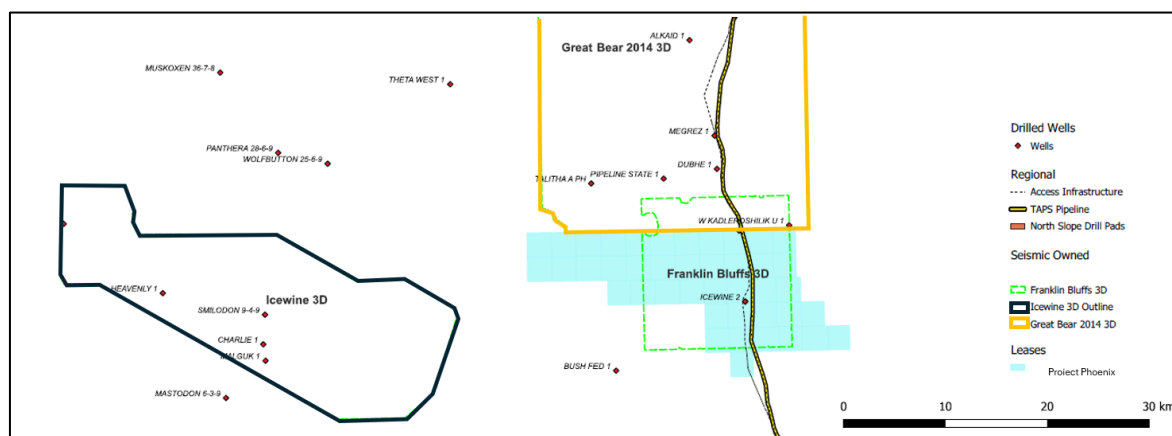 ALKAID 1
Great Bear 2014 3D
MUSKOXEN 36-7-8
THETA WEST 1
MEGREZ 1
PANTHERA 28-6-9
WOLFBUTTON 25-6-9
DUBHE 1
PIPELINE STATE 1
TALITHA A PH
W KADLEROSHILIK U 1
Franklin Bluffs 3D
HEAVENLY 1
Icewine 3D
ICEWINE 2
SMILODON 9-4-9
CHARLIE 1
MALGUK 1
BUSH FED 1
MASTODON 6-3-9
Drilled Wells
Wells
Regional
Access Infrastructure
TAPS Pipeline
North Slope Drill Pads
Seismic Owned
Franklin Bluffs 3D
Icewine 3D Outline
Great Bear 2014 3D
Leases
Project Phoenix
0 10 20 30 km